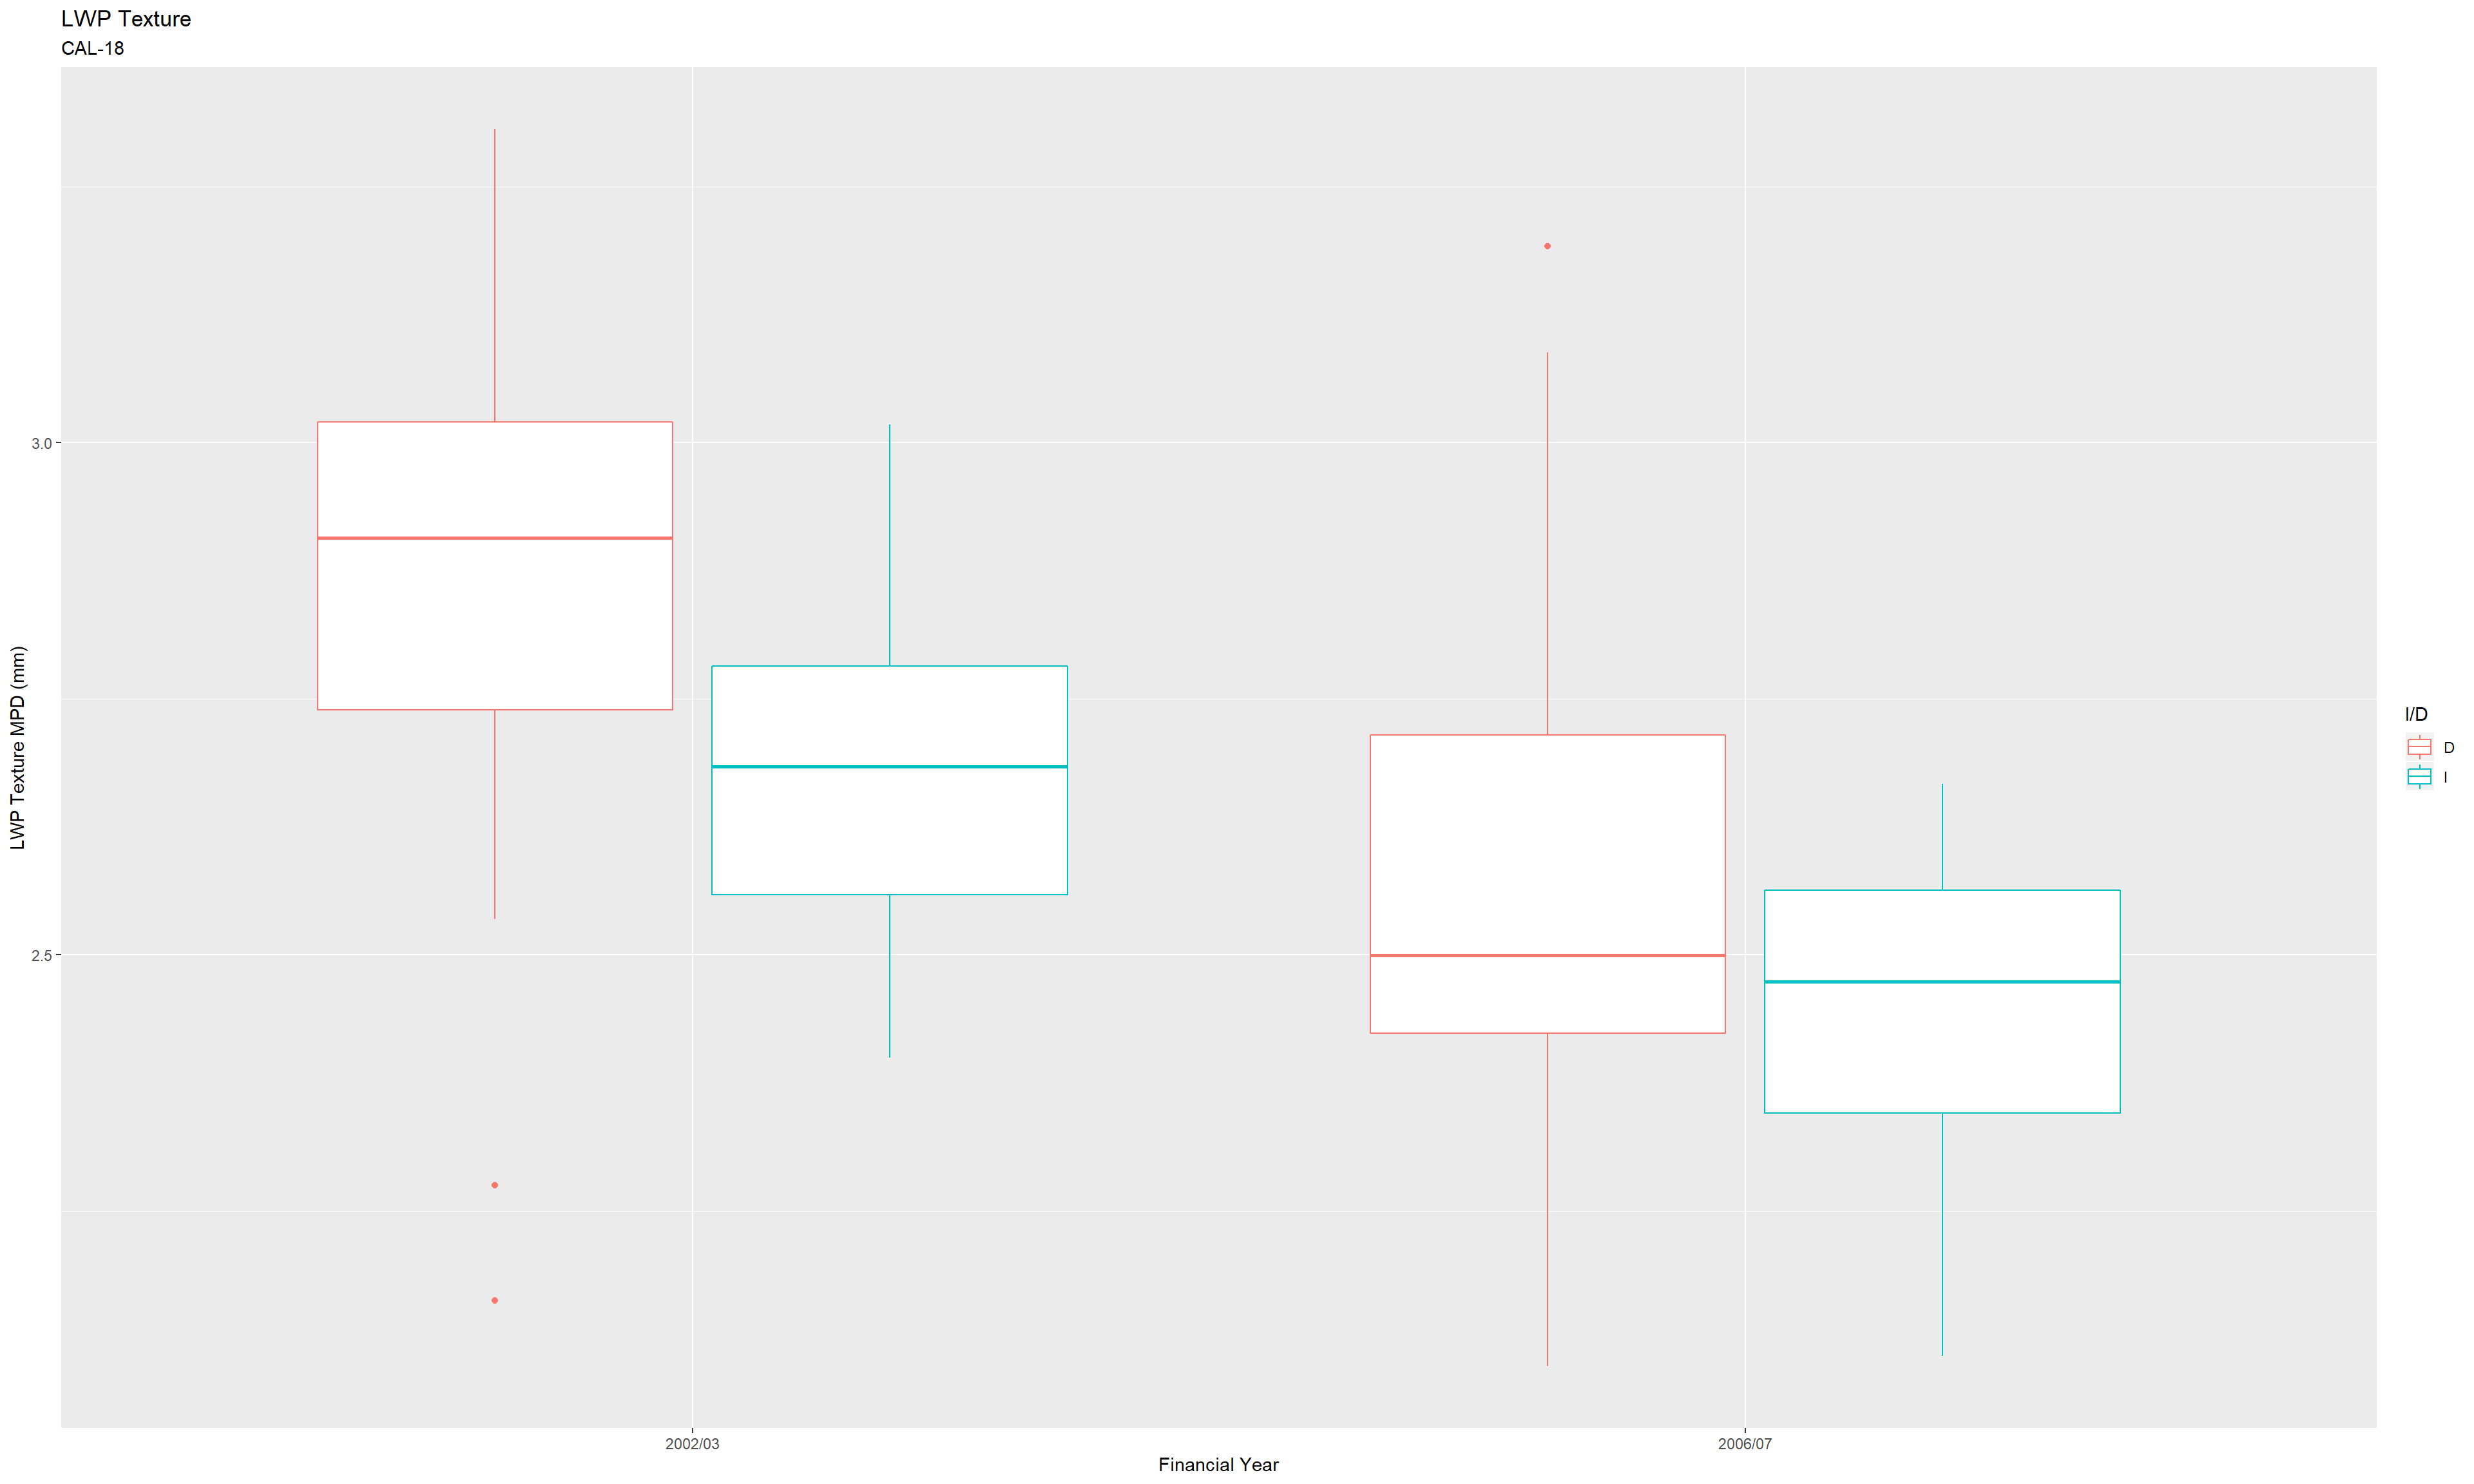 LWP Texture
CAL-18
LWP Texture MPD (mm)
3.0
2.5
2002/03
2006/07
Financial Year
I/D
D
I